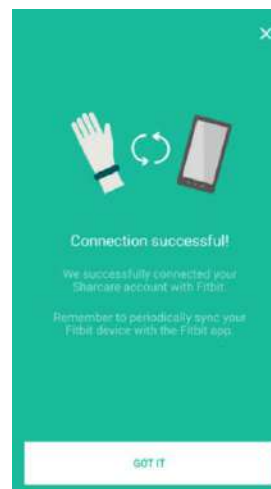 Connection successful!
We successfully connected your
Sharcare account with Fitbit.
Remember to periodically sync your
Fitbit device with the Fitbit app.
GOT IT